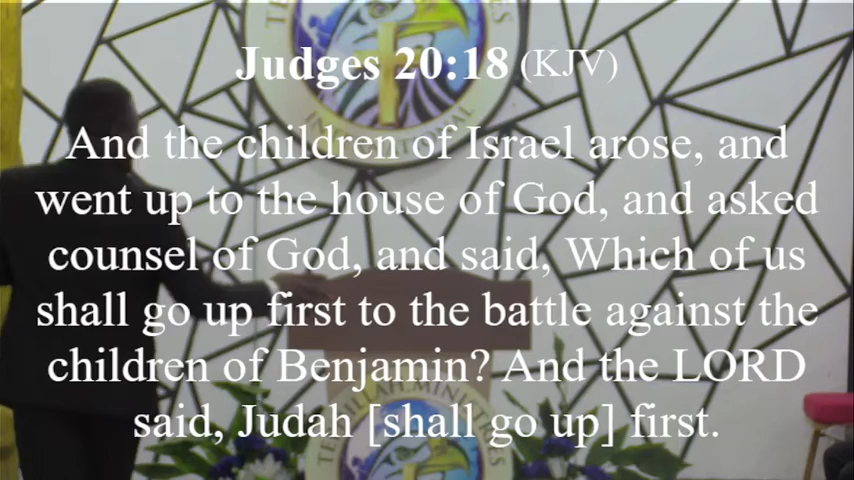 Judges 20:18 (KJV)
And the children of Israel arose, and
went up to the house of God, and asked
counsel of God, and said, Which of us
shall go up first to the battle against the
children of Benjamin? And the LORD
said, Judah [shall go up] first.